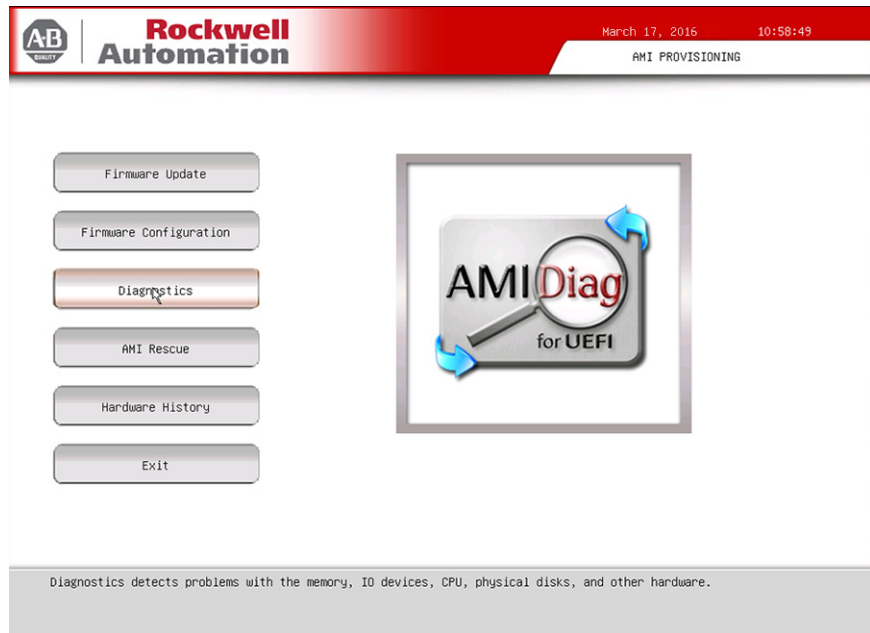 AB
QUALITY
Rockwell
Automation
March 17, 2016 10:58:49
AMI PROVISIONING
Firmware Update
Firmware Configuration
Diagnostics
AMI Rescue
Hardware History
Exit
AMIDiag
for UEFI
Diagnostics detects problems with the memory, IO devices, CPU, physical disks, and other hardware.